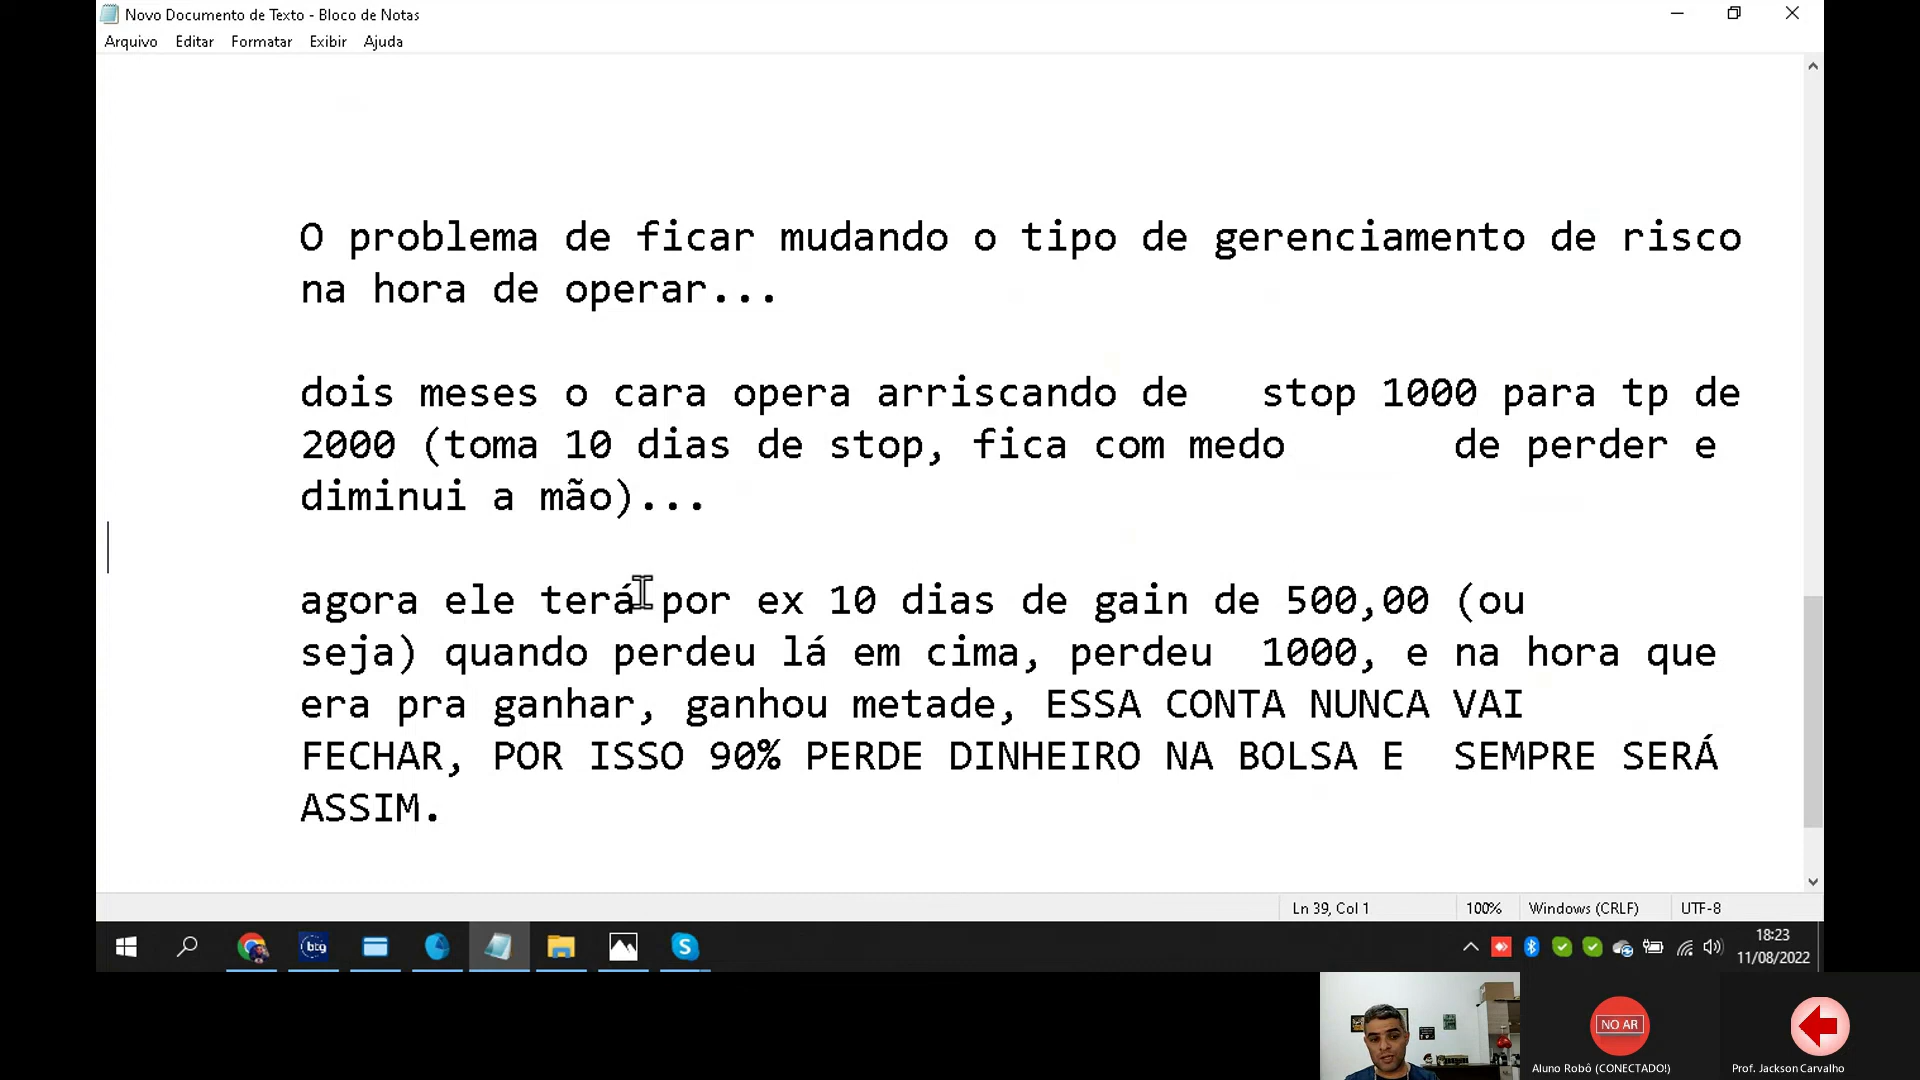 Novo Documento de Texto - Bloco de Notas
Arquivo Editar Formatar Exibir Ajuda
O problema de ficar mudando o tipo de gerenciamento de risco
na hora de operar...
dois meses o cara opera arriscando de stop 1000 para tp de
2000 (toma 10 dias de stop, fica com medo de perder e
diminui a mão)...
agora ele terá por ex 10 dias de gain de 500,00 (ou
seja) quando perdeu lá em cima, perdeu 1000, e na hora que
era pra ganhar, ganhou metade, ESSA CONTA NUNCA VAI
FECHAR, POR ISSO 90% PERDE DINHEIRO NA BOLSA E SEMPRE SERÁ
ASSIM.
Ln 39, Col 1 100% Windows (CRLF) UTF-8
btg
18:23
11/08/2022
NO AR
Aluno Robô (CONECTADO!) Prof. Jackson Carvalho